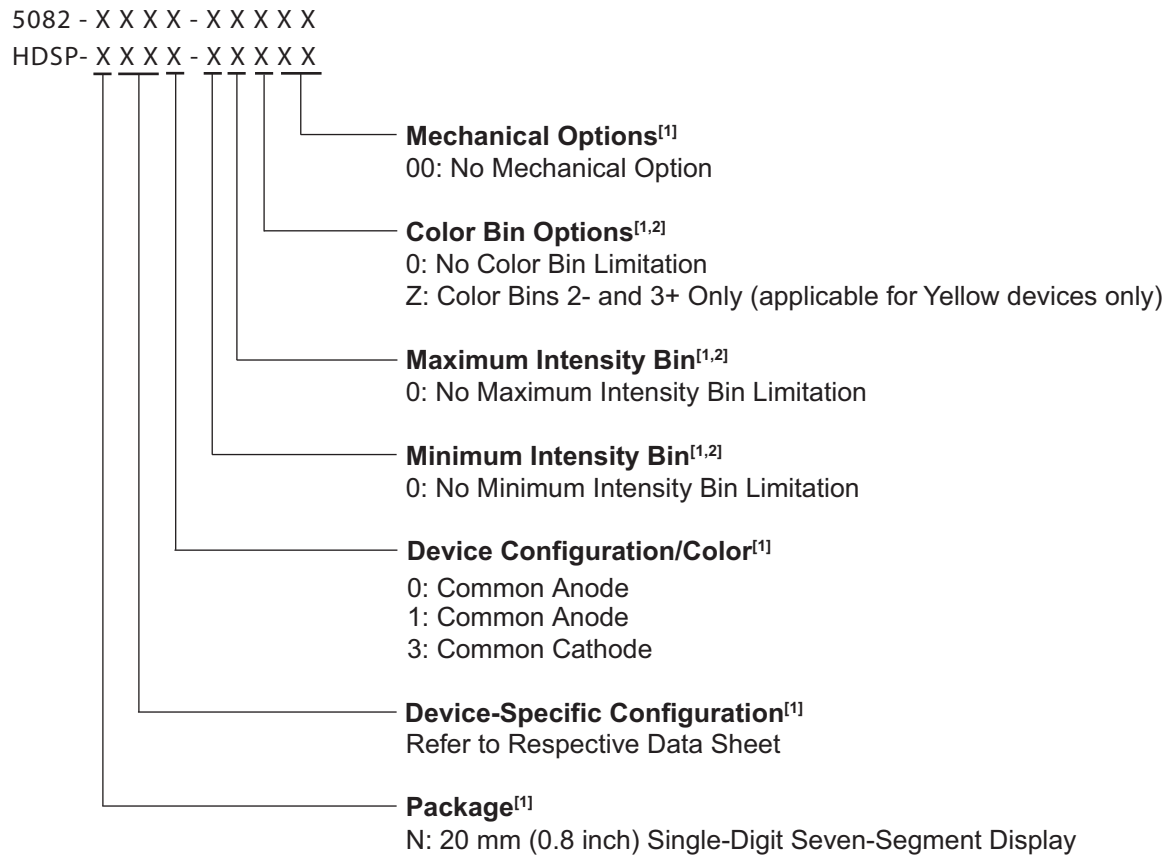 5082 - X X X X - X X X X X
HDSP- X X X X - X X X X X
Mechanical Options[1]
00: No Mechanical Option
Color Bin Options[1,2]
0: No Color Bin Limitation
Z: Color Bins 2- and 3+ Only (applicable for Yellow devices only)
Maximum Intensity Bin[1,2]
0: No Maximum Intensity Bin Limitation
Minimum Intensity Bin[1,2]
0: No Minimum Intensity Bin Limitation
Device Configuration/Color[1]
0: Common Anode
1: Common Anode
3: Common Cathode
Device-Specific Configuration[1]
Refer to Respective Data Sheet
Package[1]
N: 20 mm (0.8 inch) Single-Digit Seven-Segment Display